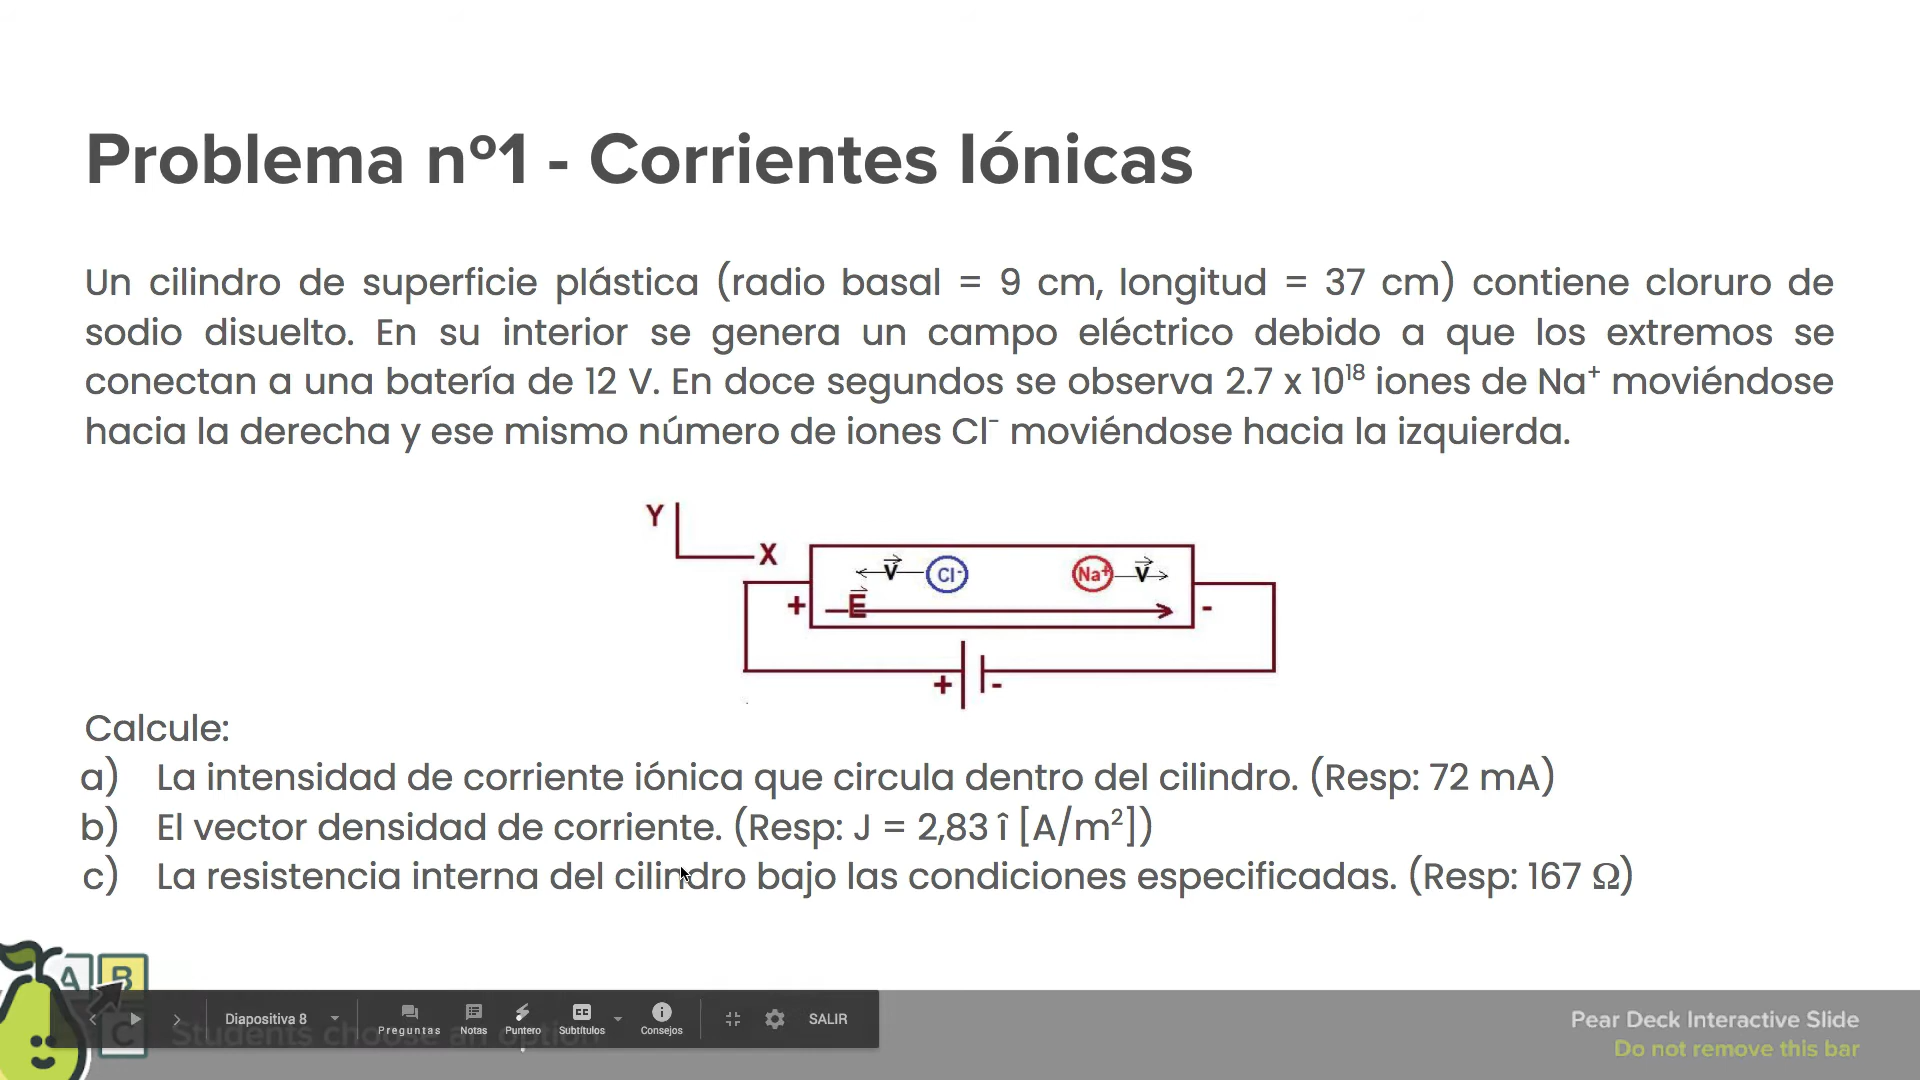 Problema nº1 - Corrientes Iónicas
Un cilindro de superficie plástica (radio basal = 9 cm, longitud = 37 cm) contiene cloruro de
sodio disuelto. En su interior se genera un campo eléctrico debido a que los extremos se
conectan a una batería de 12 V. En doce segundos se observa 2.7 x 10¹⁸ iones de Na⁺ moviéndose
hacia la derecha y ese mismo número de iones Cl⁻ moviéndose hacia la izquierda.
Y
X
V Cl⁻ Na⁺ V
+ E -
+ -
Calcule:
a) La intensidad de corriente iónica que circula dentro del cilindro. (Resp: 72 mA)
b) El vector densidad de corriente. (Resp: J = 2,83 î [A/m²])
c) La resistencia interna del cilindro bajo las condiciones especificadas. (Resp: 167 Ω)
A B
C
Students choose an option
Diapositiva 8
Preguntas
Notas
Puntero
CC
Subtítulos
Consejos
SALIR
Pear Deck Interactive Slide
Do not remove this bar